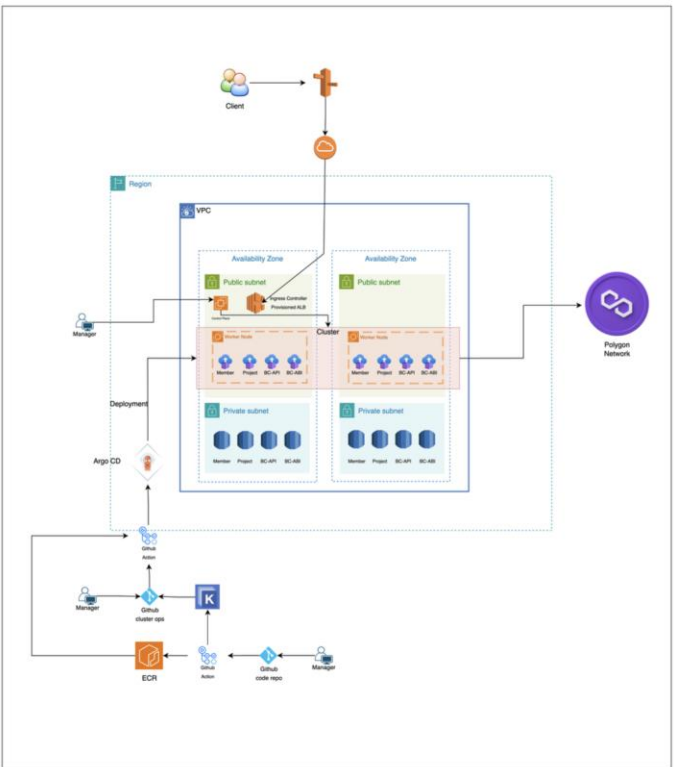 Client
Region
VPC
Availability Zone
Availability Zone
Public subnet
Public subnet
Ingress Controller
Provisioned ALB
Manager
Cluster
Worker Node
Worker Node
Member Project BC-API BC-ABI
Member Project BC-API BC-ABI
Polygon
Network
Deployment
Private subnet
Private subnet
Member Project BC-API BC-ABI
Member Project BC-API BC-ABI
Argo CD
Github
Action
Manager
Github
cluster ops
K
ECR
Github
Action
Github
code repo
Manager